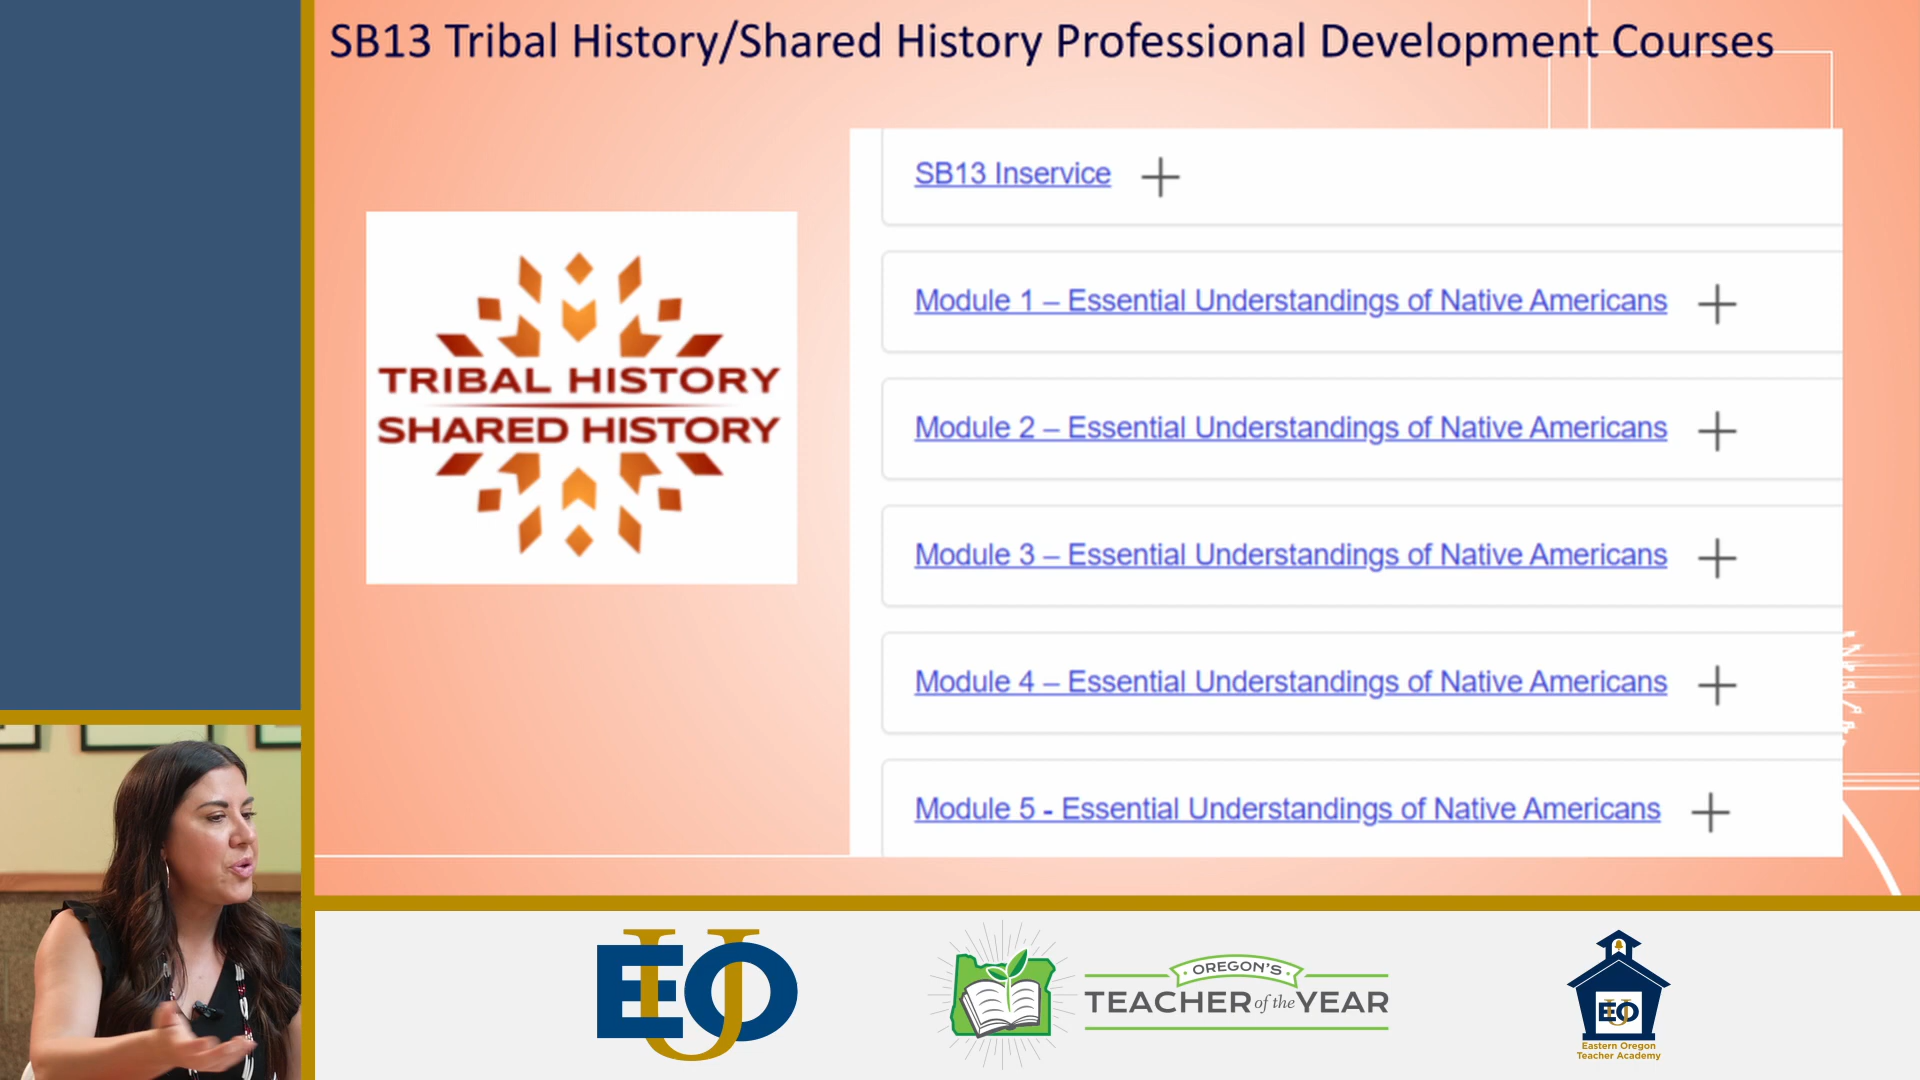 SB13 Tribal History/Shared History Professional Development Courses
TRIBAL HISTORY
SHARED HISTORY
SB13 Inservice
Module 1 – Essential Understandings of Native Americans
Module 2 – Essential Understandings of Native Americans
Module 3 – Essential Understandings of Native Americans
Module 4 – Essential Understandings of Native Americans
Module 5 - Essential Understandings of Native Americans
EOU
OREGON'S
TEACHER of the YEAR
EOU
Eastern Oregon
Teacher Academy